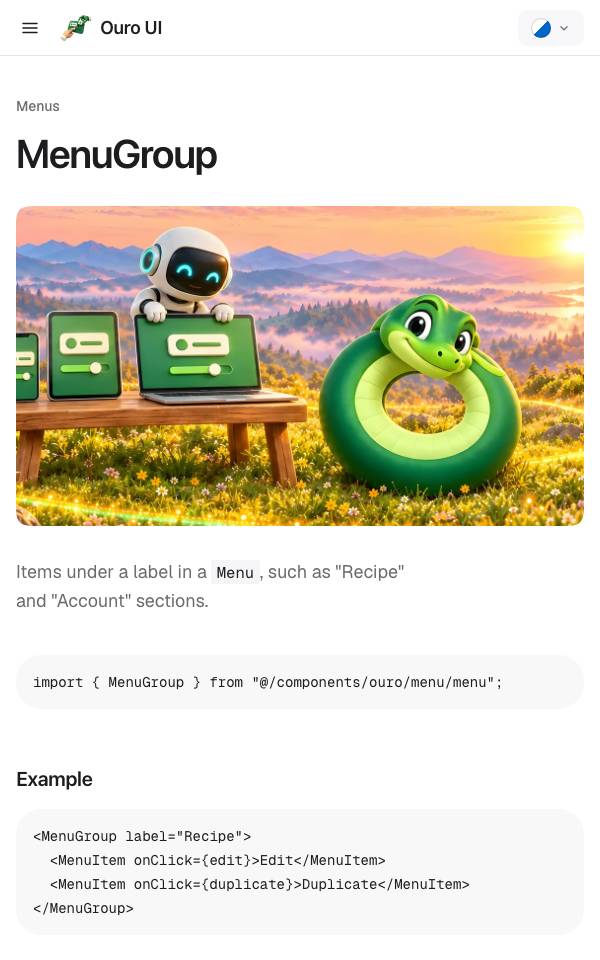 Ouro UI
Menus
MenuGroup
Items under a label in a Menu, such as "Recipe"
and "Account" sections.
import { MenuGroup } from "@/components/ouro/menu/menu";
Example
<MenuGroup label="Recipe">
  <MenuItem onClick={edit}>Edit</MenuItem>
  <MenuItem onClick={duplicate}>Duplicate</MenuItem>
</MenuGroup>